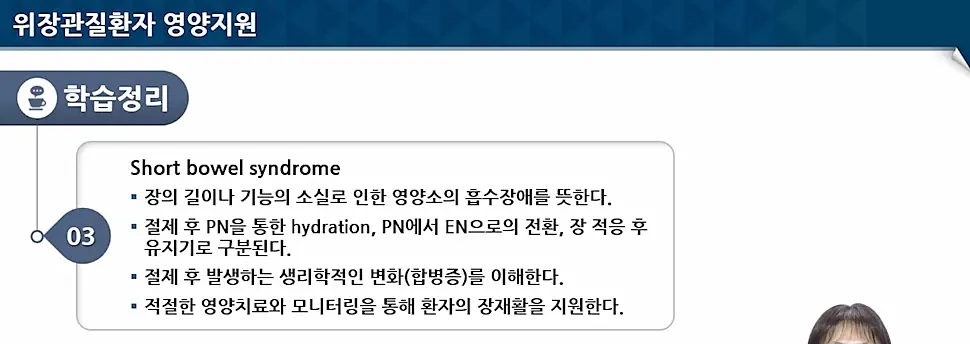 위장관질환자 영양지원
학습정리
03
Short bowel syndrome
▪ 장의 길이나 기능의 소실로 인한 영양소의 흡수장애를 뜻한다.
▪ 절제 후 PN을 통한 hydration, PN에서 EN으로의 전환, 장 적응 후
유지기로 구분된다.
▪ 절제 후 발생하는 생리학적인 변화(합병증)를 이해한다.
▪ 적절한 영양치료와 모니터링을 통해 환자의 장재활을 지원한다.